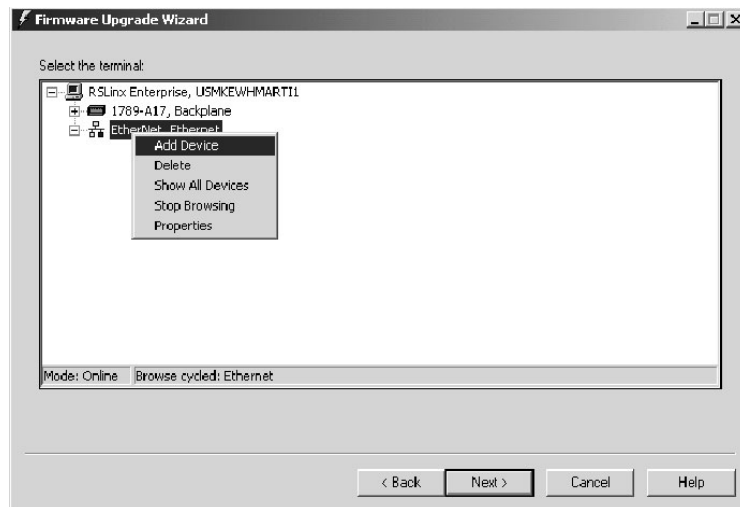 Firmware Upgrade Wizard
Select the terminal:
RSLinx Enterprise, USMKEWHMARTI1
1789-A17, Backplane
EtherNet, Ethernet
Add Device
Delete
Show All Devices
Stop Browsing
Properties
Mode: Online Browse cycled: Ethernet
< Back Next > Cancel Help